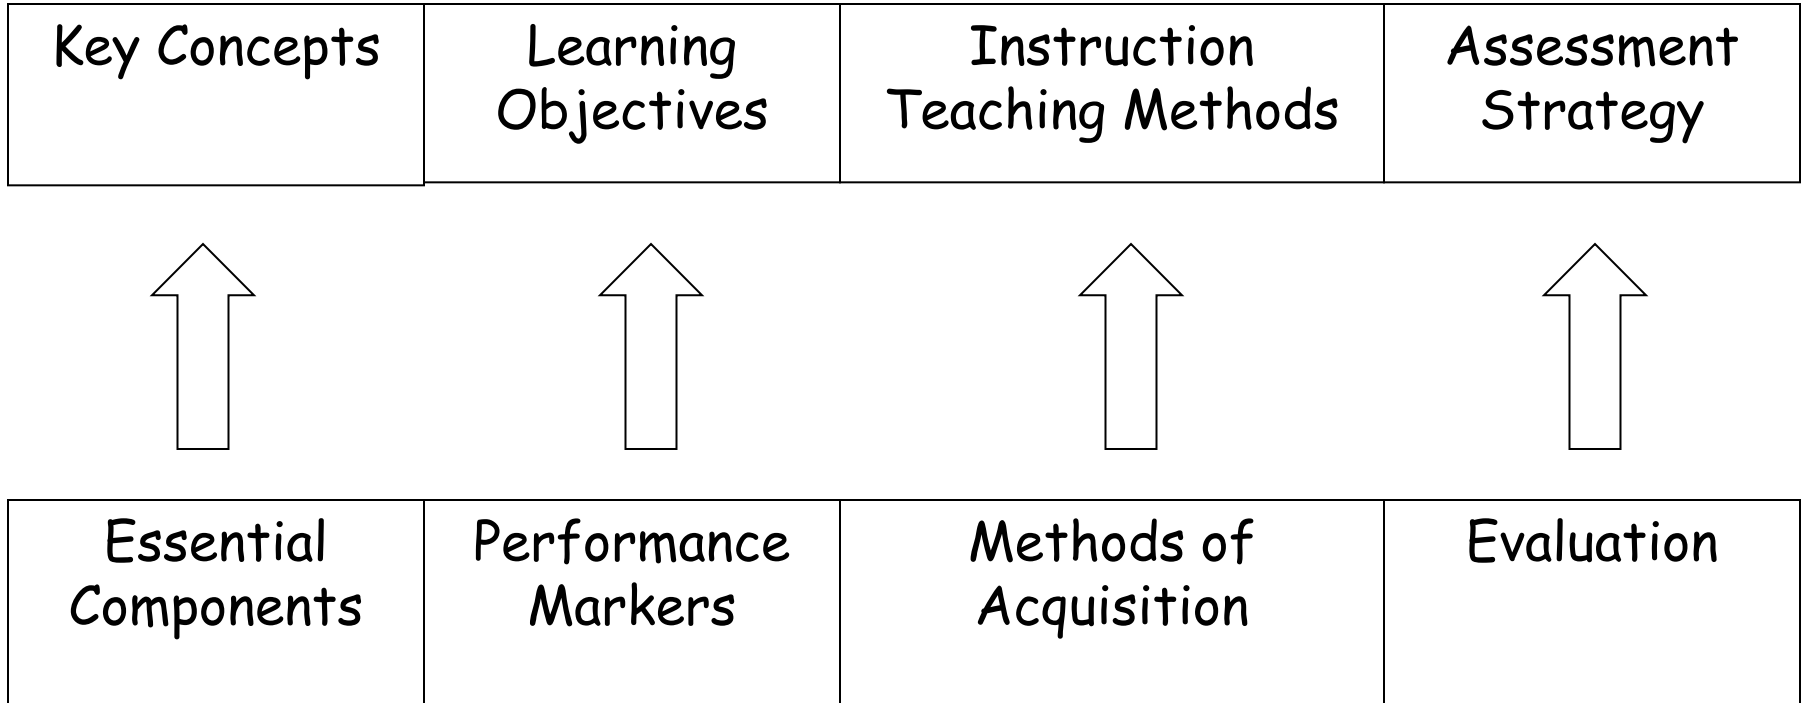 Key Concepts
Learning
Objectives
Instruction
Teaching Methods
Assessment
Strategy
Essential
Components
Performance
Markers
Methods of
Acquisition
Evaluation